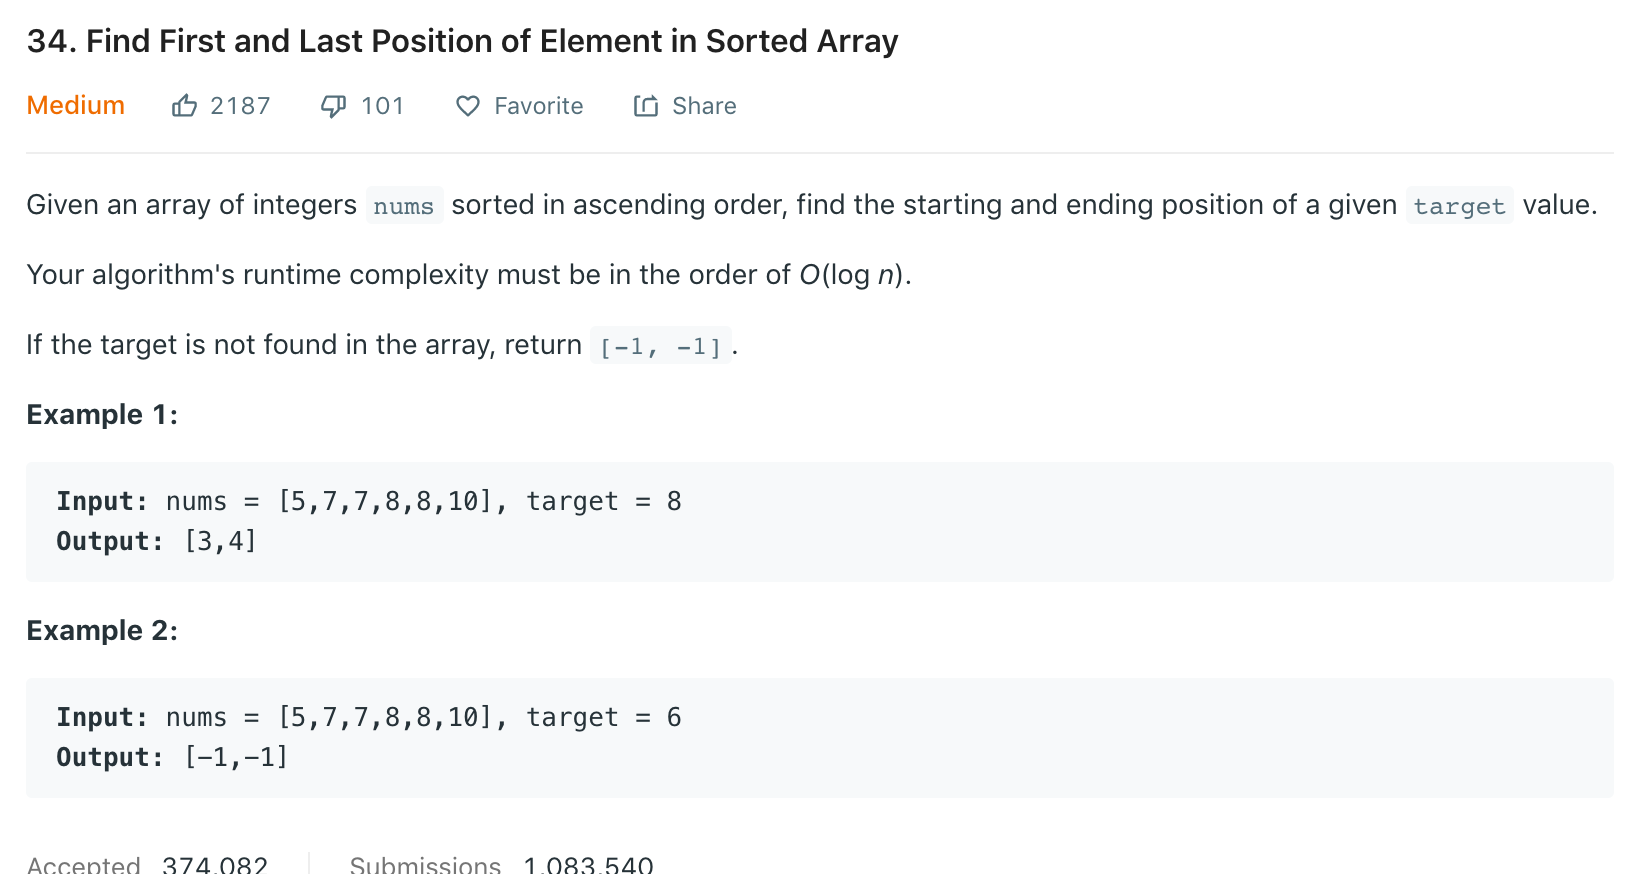 34. Find First and Last Position of Element in Sorted Array
Medium 2187 101 Favorite Share
Given an array of integers nums sorted in ascending order, find the starting and ending position of a given target value.
Your algorithm's runtime complexity must be in the order of O(log n).
If the target is not found in the array, return [-1, -1].
Example 1:
Input: nums = [5,7,7,8,8,10], target = 8
Output: [3,4]
Example 2:
Input: nums = [5,7,7,8,8,10], target = 6
Output: [-1,-1]
Accepted 374,082 Submissions 1,083,540